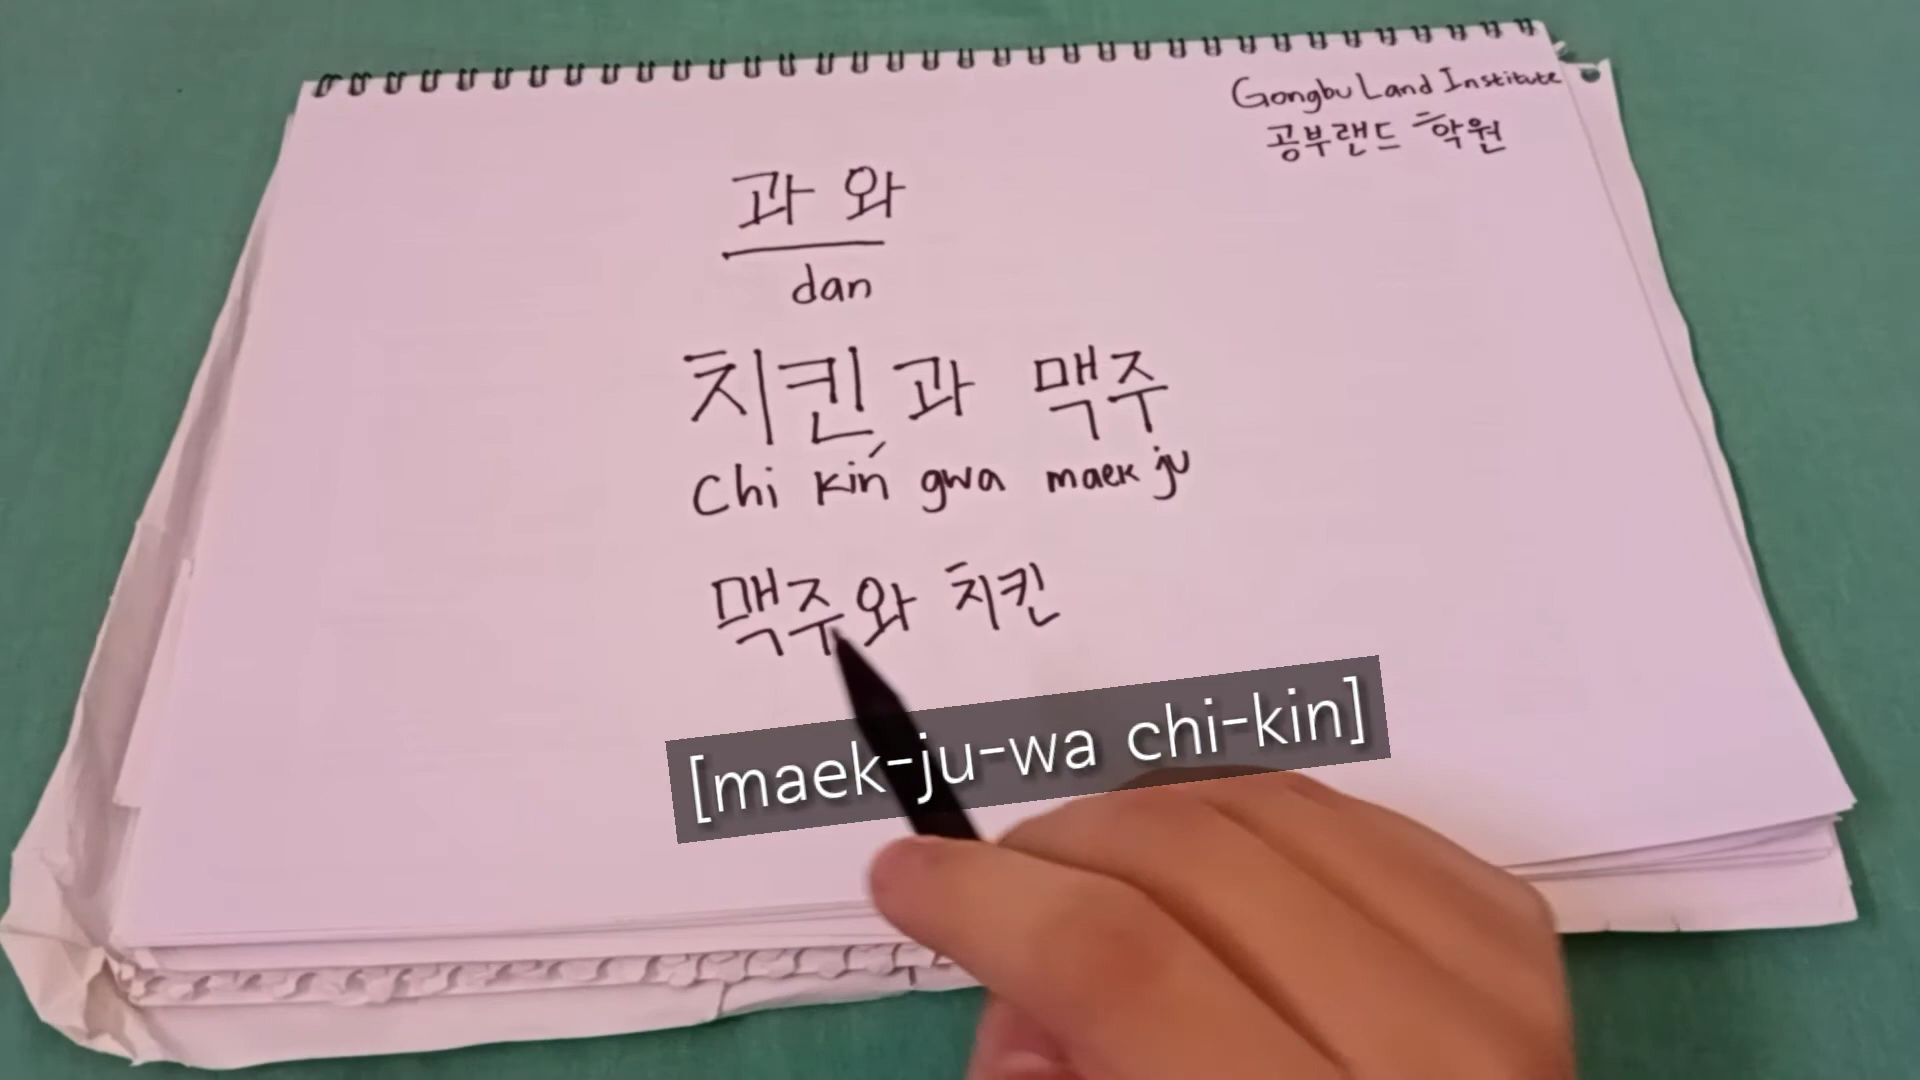 Gongbu Land Institute
공부랜드 학원
과 와
dan
치킨과 맥주
Chi kin gwa maek ju
맥주와 치킨
[maek-ju-wa chi-kin]